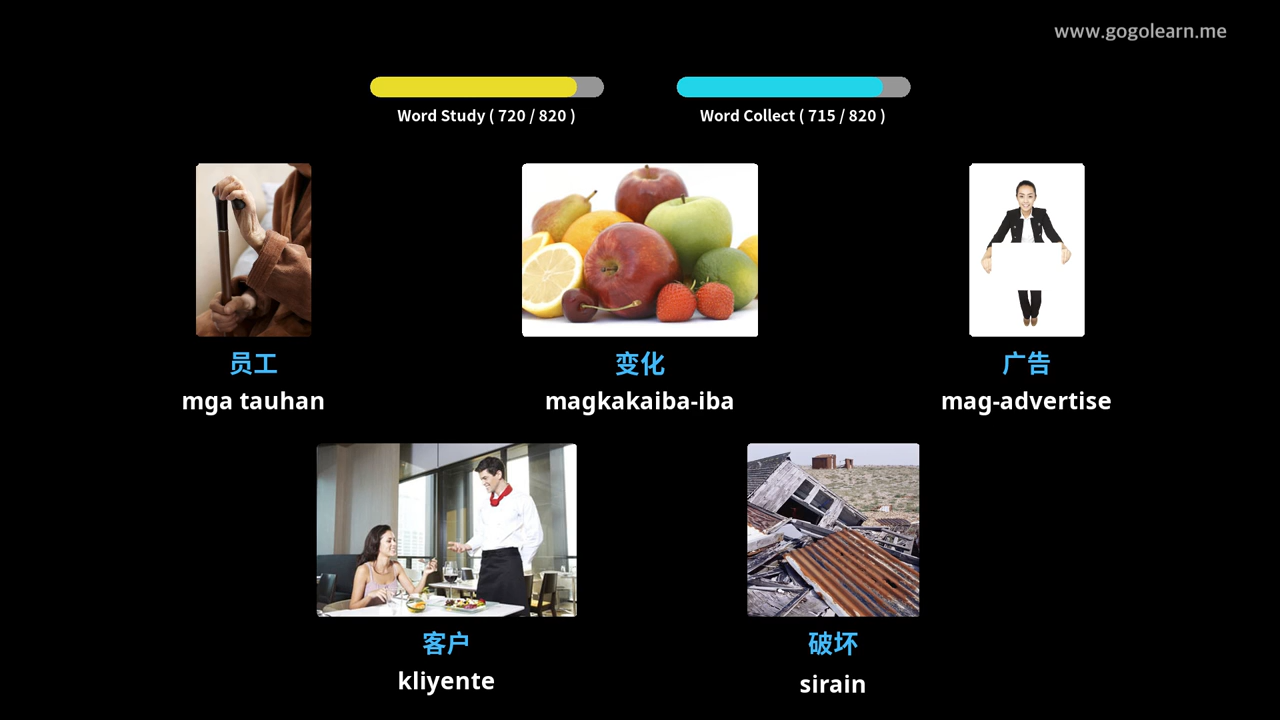 www.gogolearn.me
Word Study ( 720 / 820 )
Word Collect ( 715 / 820 )
员工
mga tauhan
变化
magkakaiba-iba
广告
mag-advertise
客户
kliyente
破坏
sirain